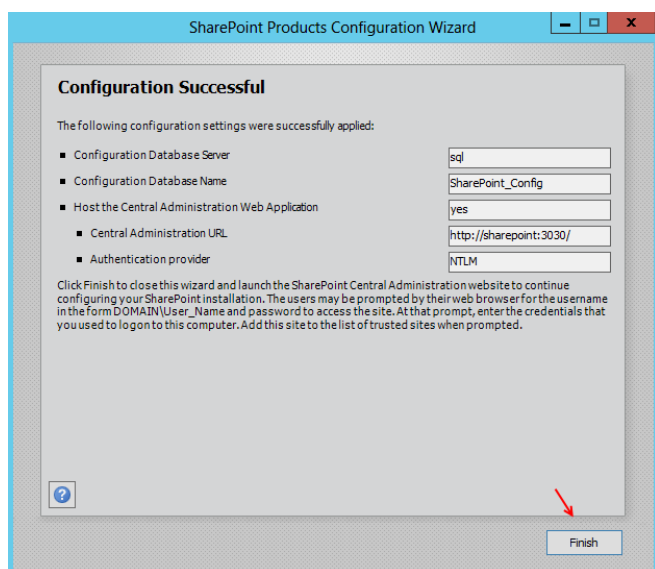 SharePoint Products Configuration Wizard
Configuration Successful
The following configuration settings were successfully applied:
Configuration Database Server sql
Configuration Database Name SharePoint_Config
Host the Central Administration Web Application yes
Central Administration URL http://sharepoint:3030/
Authentication provider NTLM
Click Finish to close this wizard and launch the SharePoint Central Administration website to continue
configuring your SharePoint installation. The users may be prompted by their web browser for the username
in the form DOMAIN\User_Name and password to access the site. At that prompt, enter the credentials that
you used to logon to this computer. Add this site to the list of trusted sites when prompted.
?
Finish